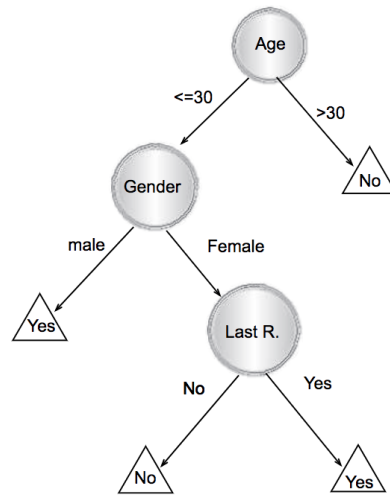 Age
<=30
>30
Gender
No
male
Female
Yes
Last R.
No
Yes
No
Yes